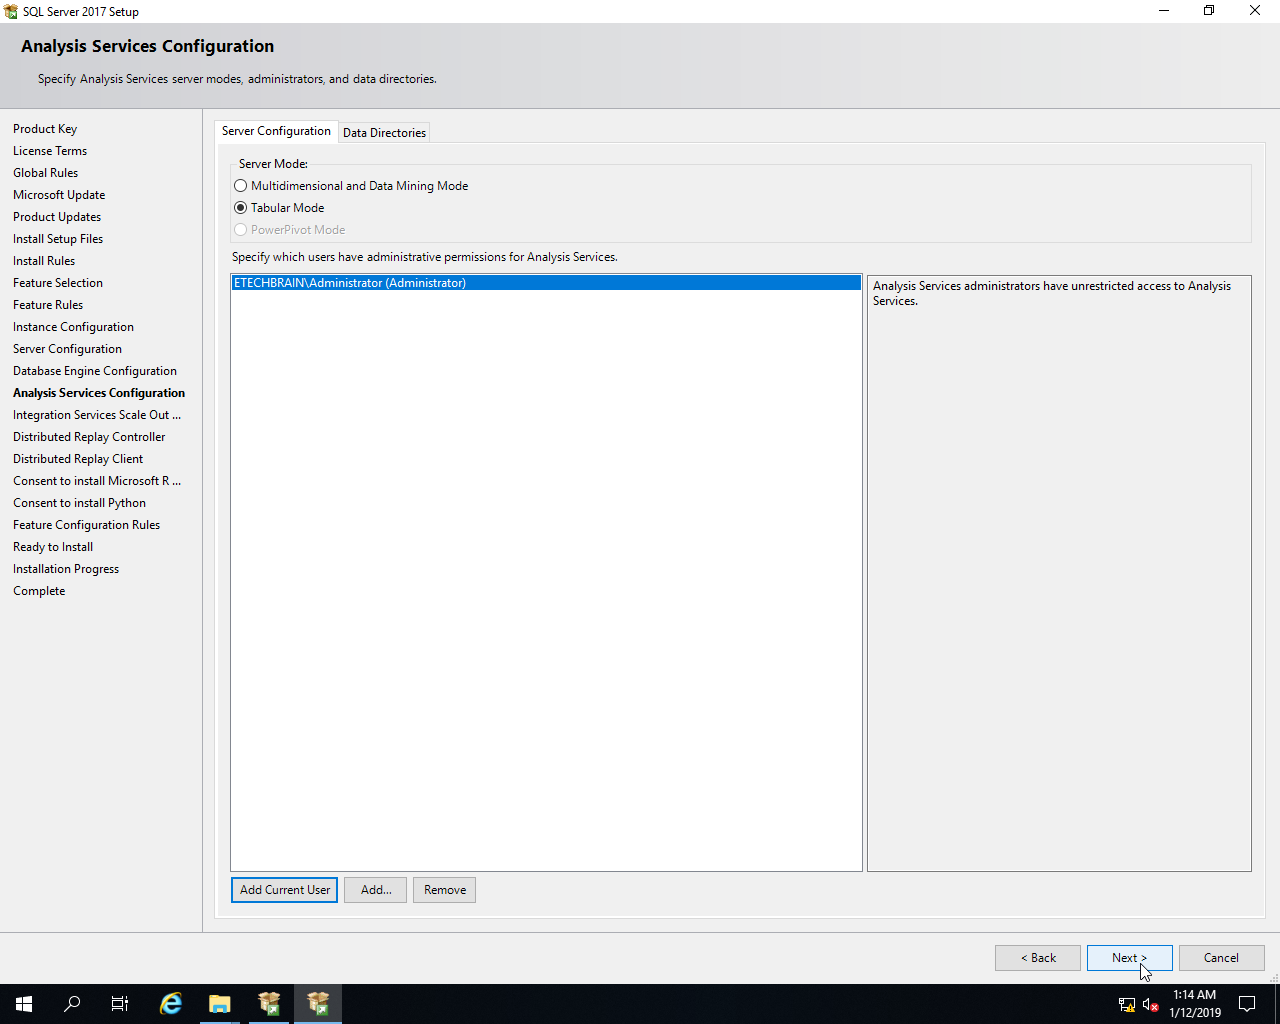 SQL Server 2017 Setup
Analysis Services Configuration
Specify Analysis Services server modes, administrators, and data directories.
Product Key
License Terms
Global Rules
Microsoft Update
Product Updates
Install Setup Files
Install Rules
Feature Selection
Feature Rules
Instance Configuration
Server Configuration
Database Engine Configuration
Analysis Services Configuration
Integration Services Scale Out ...
Distributed Replay Controller
Distributed Replay Client
Consent to install Microsoft R ...
Consent to install Python
Feature Configuration Rules
Ready to Install
Installation Progress
Complete
Server Configuration
Data Directories
Server Mode:
Multidimensional and Data Mining Mode
Tabular Mode
PowerPivot Mode
Specify which users have administrative permissions for Analysis Services.
ETECHBRAIN\Administrator (Administrator)
Analysis Services administrators have unrestricted access to Analysis
Services.
Add Current User
Add...
Remove
< Back
Next >
Cancel
1:14 AM
1/12/2019